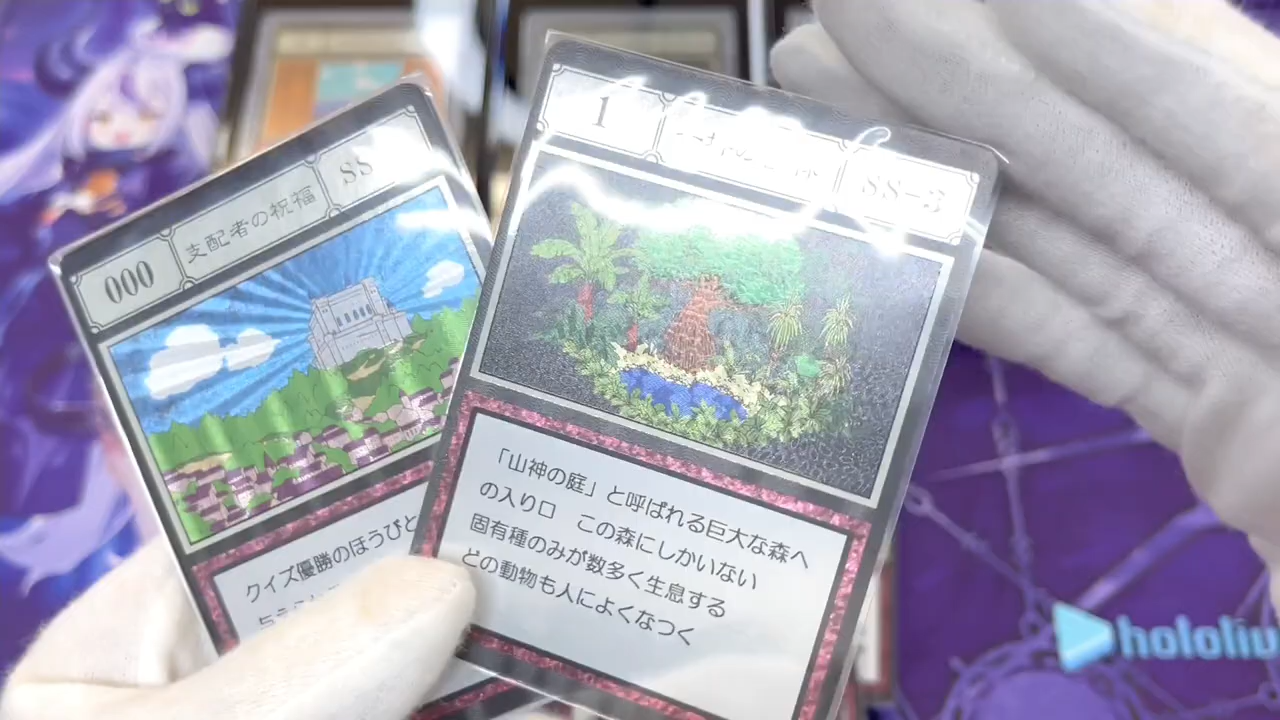 000
支配者の祝福
SS
クイズ優勝のほうびと
1
SS-B
「山神の庭」と呼ばれる巨大な森へ
の入り口　この森にしかいない
固有種のみが数多く生息する
どの動物も人によくなつく
hololiv